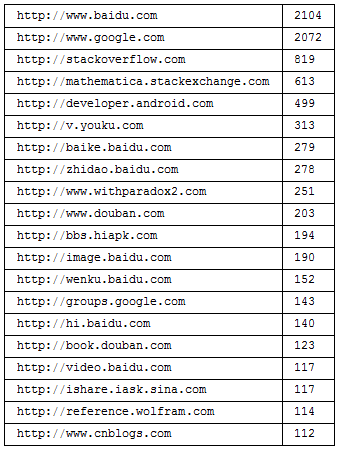 http://www.baidu.com 2104
http://www.google.com 2072
http://stackoverflow.com 819
http://mathematica.stackexchange.com 613
http://developer.android.com 499
http://v.youku.com 313
http://baike.baidu.com 279
http://zhidao.baidu.com 278
http://www.withparadox2.com 251
http://www.douban.com 203
http://bbs.hiapk.com 194
http://image.baidu.com 190
http://wenku.baidu.com 152
http://groups.google.com 143
http://hi.baidu.com 140
http://book.douban.com 123
http://video.baidu.com 117
http://ishare.iask.sina.com 117
http://reference.wolfram.com 114
http://www.cnblogs.com 112